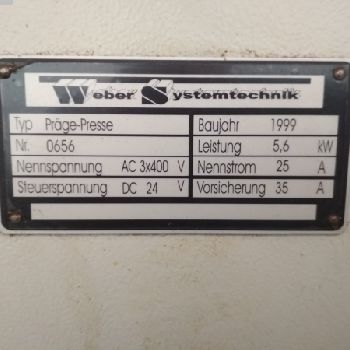 Weber Systemtechnik
Typ Präge-Presse Baujahr 1999
Nr. 0656 Leistung 5,6 kW
Nennspannung AC 3x400 V Nennstrom 25 A
Steuerspannung DC 24 V Vorsicherung 35 A